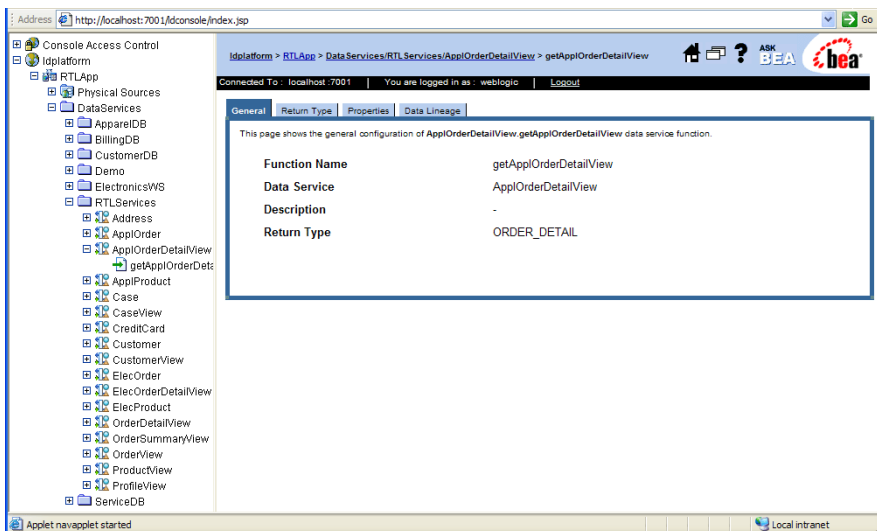 Address http://localhost:7001/ldconsole/index.jsp Go
Console Access Control
ldplatform
RTLApp
Physical Sources
DataServices
ApparelDB
BillingDB
CustomerDB
Demo
ElectronicsWS
RTLServices
Address
ApplOrder
ApplOrderDetailView
getApplOrderDeta
ApplProduct
Case
CaseView
CreditCard
Customer
CustomerView
ElecOrder
ElecOrderDetailView
ElecProduct
OrderDetailView
OrderSummaryView
OrderView
ProductView
ProfileView
ServiceDB
ldplatform > RTLApp > DataServices/RTLServices/ApplOrderDetailView > getApplOrderDetailView
? ASK BEA bea
Connected To : localhost :7001 | You are logged in as : weblogic | Logout
General Return Type Properties Data Lineage
This page shows the general configuration of ApplOrderDetailView.getApplOrderDetailView data service function.
Function Name getApplOrderDetailView
Data Service ApplOrderDetailView
Description -
Return Type ORDER_DETAIL
Applet navapplet started Local intranet